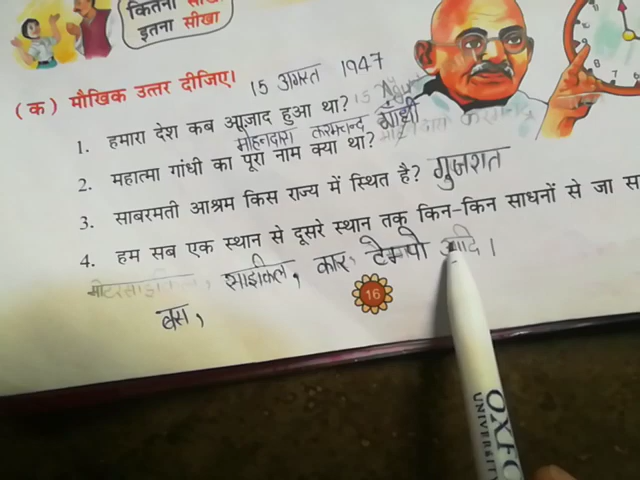 कितना सीखा
इतना सीखा
(क) मौखिक उत्तर दीजिए।
15 अगस्त 1947
1. हमारा देश कब आज़ाद हुआ था?
मोहनदास करमचन्द गाँधी
2. महात्मा गांधी का पूरा नाम क्या था?
3. साबरमती आश्रम किस राज्य में स्थित है? गुजरात
4. हम सब एक स्थान से दूसरे स्थान तक किन-किन साधनों से जा स
साईकिल, कार, टेम्पो आदि।
बस,
16
OXFO
UNIVERSITY